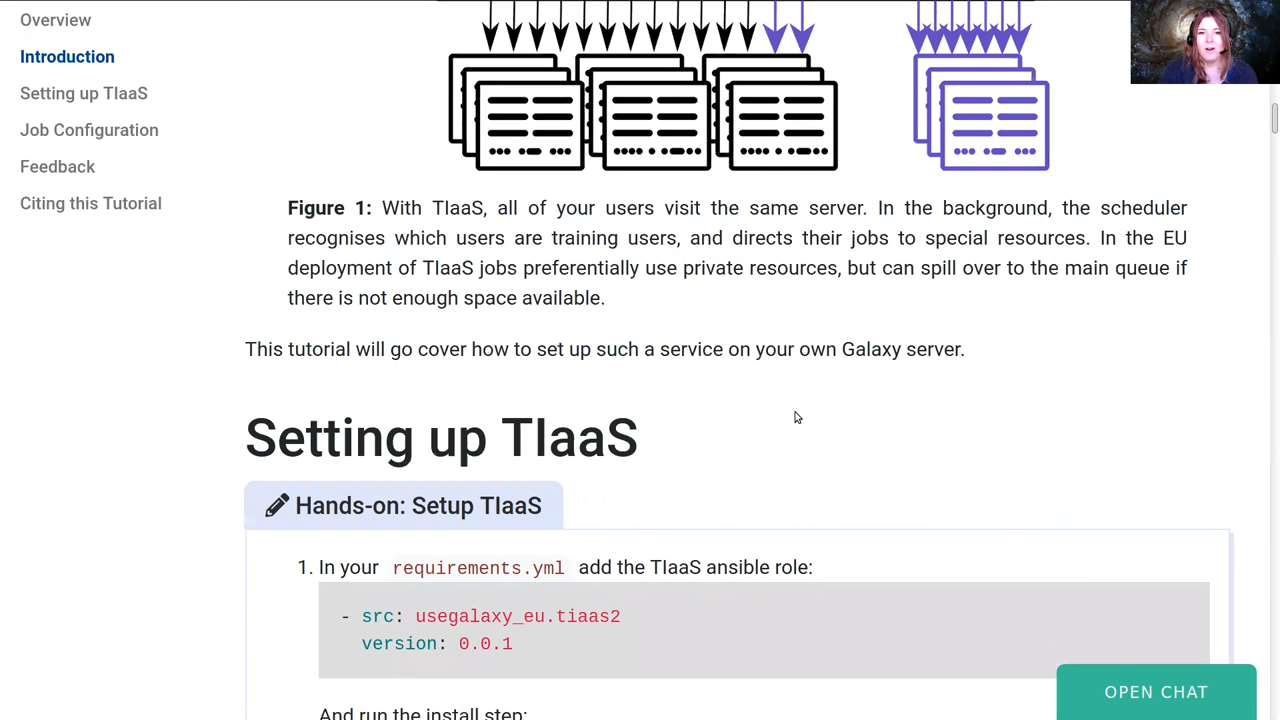 Overview
Introduction
Setting up TIaaS
Job Configuration
Feedback
Citing this Tutorial
Figure 1: With TIaaS, all of your users visit the same server. In the background, the scheduler
recognises which users are training users, and directs their jobs to special resources. In the EU
deployment of TIaaS jobs preferentially use private resources, but can spill over to the main queue if
there is not enough space available.
This tutorial will go cover how to set up such a service on your own Galaxy server.
Setting up TIaaS
Hands-on: Setup TIaaS
1. In your requirements.yml add the TIaaS ansible role:
- src: usegalaxy_eu.tiaas2
version: 0.0.1
And run the install step:
OPEN CHAT